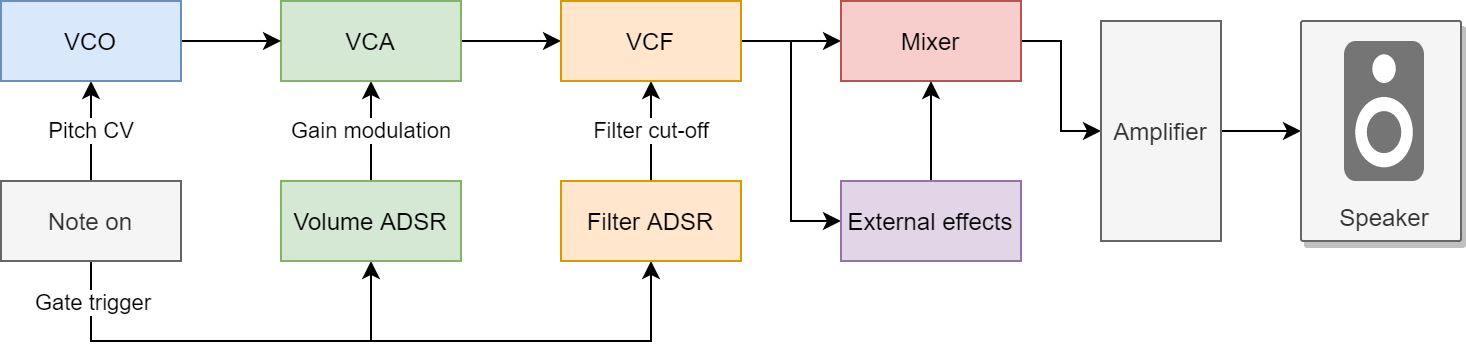 VCO
VCA
VCF
Mixer
Pitch CV
Gain modulation
Filter cut-off
Amplifier
Note on
Volume ADSR
Filter ADSR
External effects
Speaker
Gate trigger